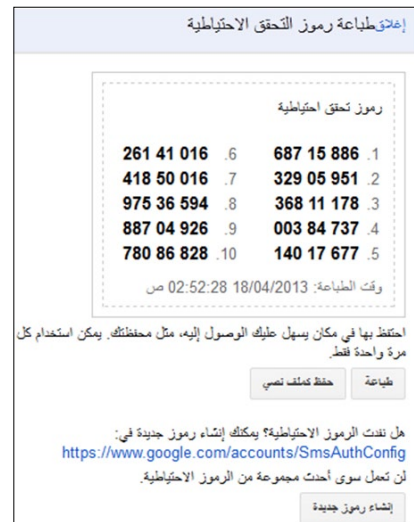 طباعة رموز التحقق الاحتياطية إغلاق
رموز تحقق احتياطية
1. 687 15 886 6. 261 41 016
2. 329 05 951 7. 418 50 016
3. 368 11 178 8. 975 36 594
4. 003 84 737 9. 887 04 926
5. 140 17 677 10. 780 86 828
وقت الطباعة: 18/04/2013 02:52:28 ص
احتفظ بها في مكان يسهل عليك الوصول إليه، مثل محفظتك. يمكن استخدام كل
مرة واحدة فقط.
طباعة حفظ كملف نصي
هل نفدت الرموز الاحتياطية؟ يمكنك إنشاء رموز جديدة في:
https://www.google.com/accounts/SmsAuthConfig
لن تعمل سوى أحدث مجموعة من الرموز الاحتياطية.
إنشاء رموز جديدة